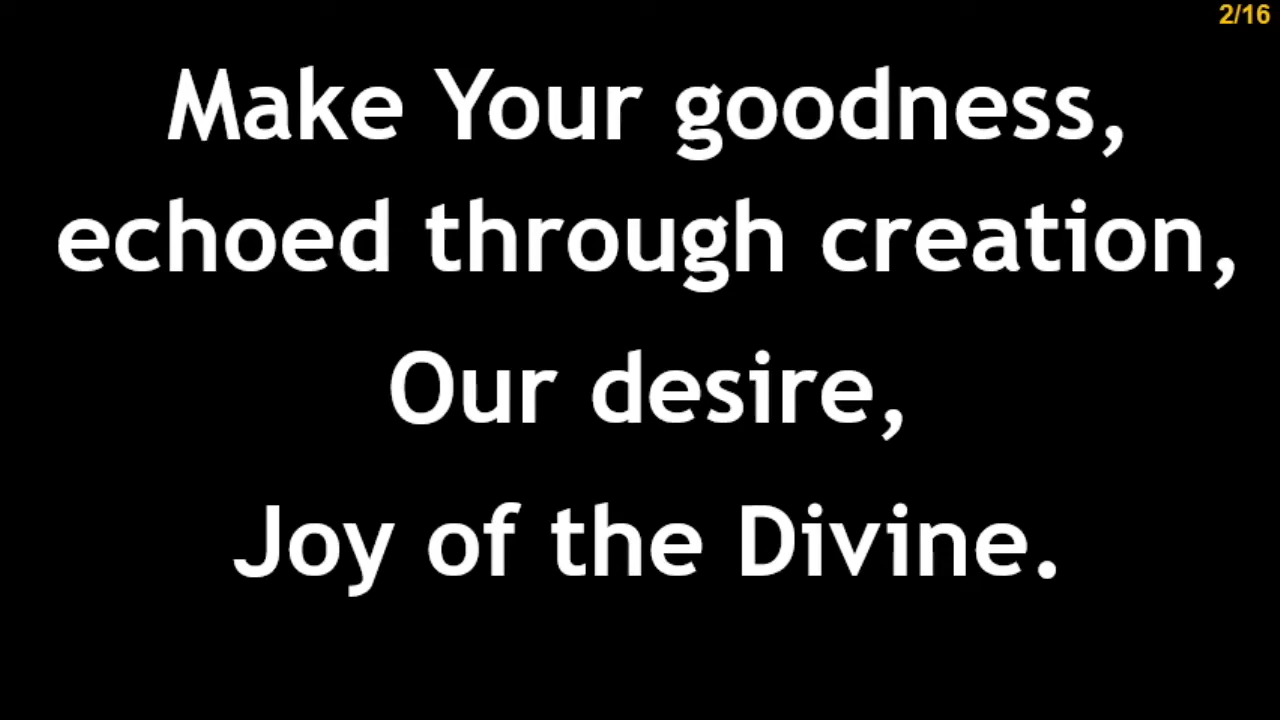 2/16
Make Your goodness,
echoed through creation,
Our desire,
Joy of the Divine.